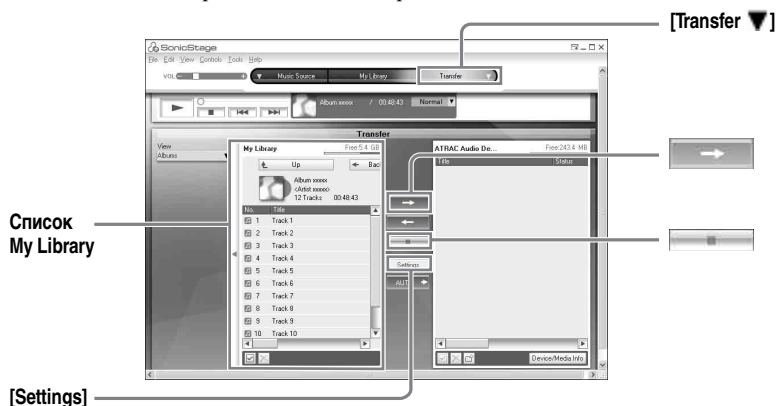 [Transfer ▼]
SonicStage
File Edit View Controls Tools Help
VOL
Music Source
My Library
Transfer
Album xxxxx / 00:48:43
Normal
Transfer
View
Albums
My Library
Free:5.4 GB
Up
Bac
Album xxxxx
<Artist xxxxx>
12 Tracks 00:48:43
No. Title
1 Track 1
2 Track 2
3 Track 3
4 Track 4
5 Track 5
6 Track 6
7 Track 7
8 Track 8
9 Track 9
10 Track 10
Settings
AUT
ATRAC Audio De...
Free:243.4 MB
Title
Status
Device/Media Info
Список
My Library
[Settings]